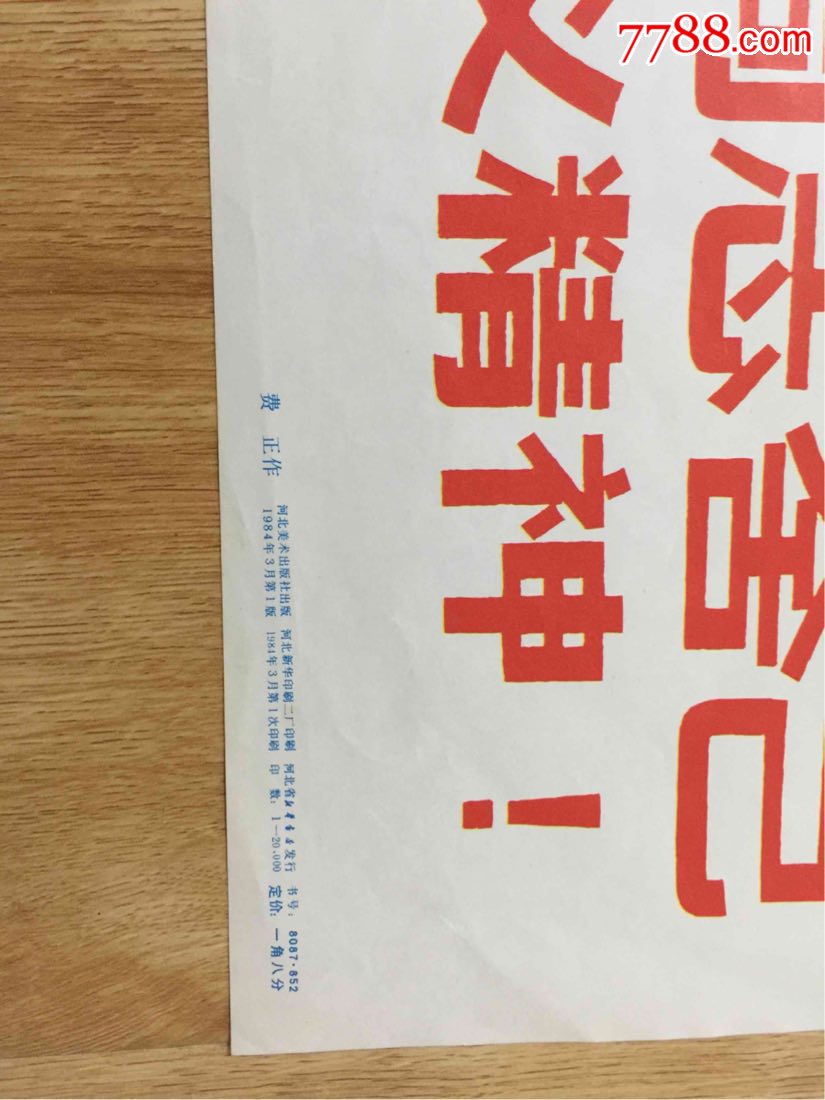 7788.com
同志舍己
义精神！
费 正作
河北美术出版社出版 河北新华印刷二厂印刷 河北省新华书店发行 书号：8087·852
1984年3月第1版 1984年3月第1次印刷 印 数：1—20,000 定价：一角八分